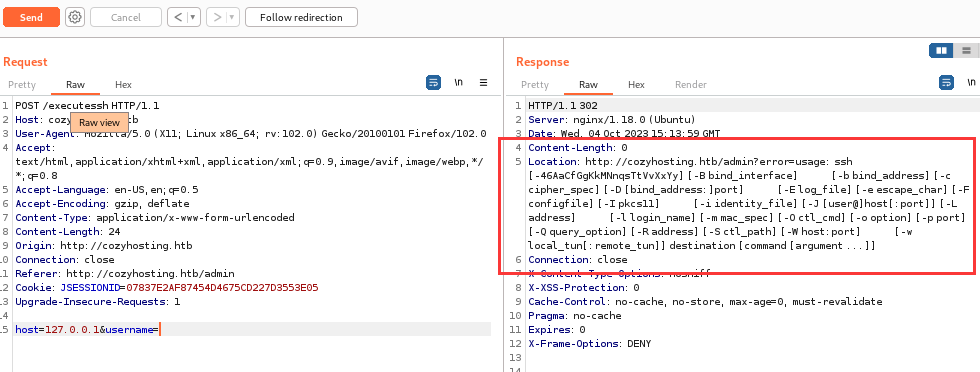 Send
Cancel
< | ▾
> | ▾
Follow redirection
Request
Pretty Raw Hex
\n
1 POST /executessh HTTP/1.1
2 Host: cozy
Raw view
3 User-Agent: Mozilla/5.0 (X11; Linux x86_64; rv:102.0) Gecko/20100101 Firefox/102.0
4 Accept:
text/html,application/xhtml+xml,application/xml;q=0.9,image/avif,image/webp,*/
*;q=0.8
5 Accept-Language: en-US,en;q=0.5
6 Accept-Encoding: gzip, deflate
7 Content-Type: application/x-www-form-urlencoded
8 Content-Length: 24
9 Origin: http://cozyhosting.htb
10 Connection: close
11 Referer: http://cozyhosting.htb/admin
12 Cookie: JSESSIONID=07837E2AF87454D4675CD227D3553E05
13 Upgrade-Insecure-Requests: 1
14
15 host=127.0.0.1&username=
Response
Pretty Raw Hex Render
\n
1 HTTP/1.1 302
2 Server: nginx/1.18.0 (Ubuntu)
3 Date: Wed, 04 Oct 2023 15:13:59 GMT
4 Content-Length: 0
5 Location: http://cozyhosting.htb/admin?error=usage: ssh
[-46AaCfGgKkMNnqsTtVvXxYy] [-B bind_interface] [-b bind_address] [-c
cipher_spec] [-D [bind_address:]port] [-E log_file] [-e escape_char] [-F
configfile] [-I pkcs11] [-i identity_file] [-J [user@]host[:port]] [-L
address] [-l login_name] [-m mac_spec] [-O ctl_cmd] [-o option] [-p port]
[-Q query_option] [-R address] [-S ctl_path] [-W host:port] [-w
local_tun[:remote_tun]] destination [command [argument ...]]
6 Connection: close
7 X-Content-Type-Options: nosniff
8 X-XSS-Protection: 0
9 Cache-Control: no-cache, no-store, max-age=0, must-revalidate
10 Pragma: no-cache
11 Expires: 0
12 X-Frame-Options: DENY
13
14